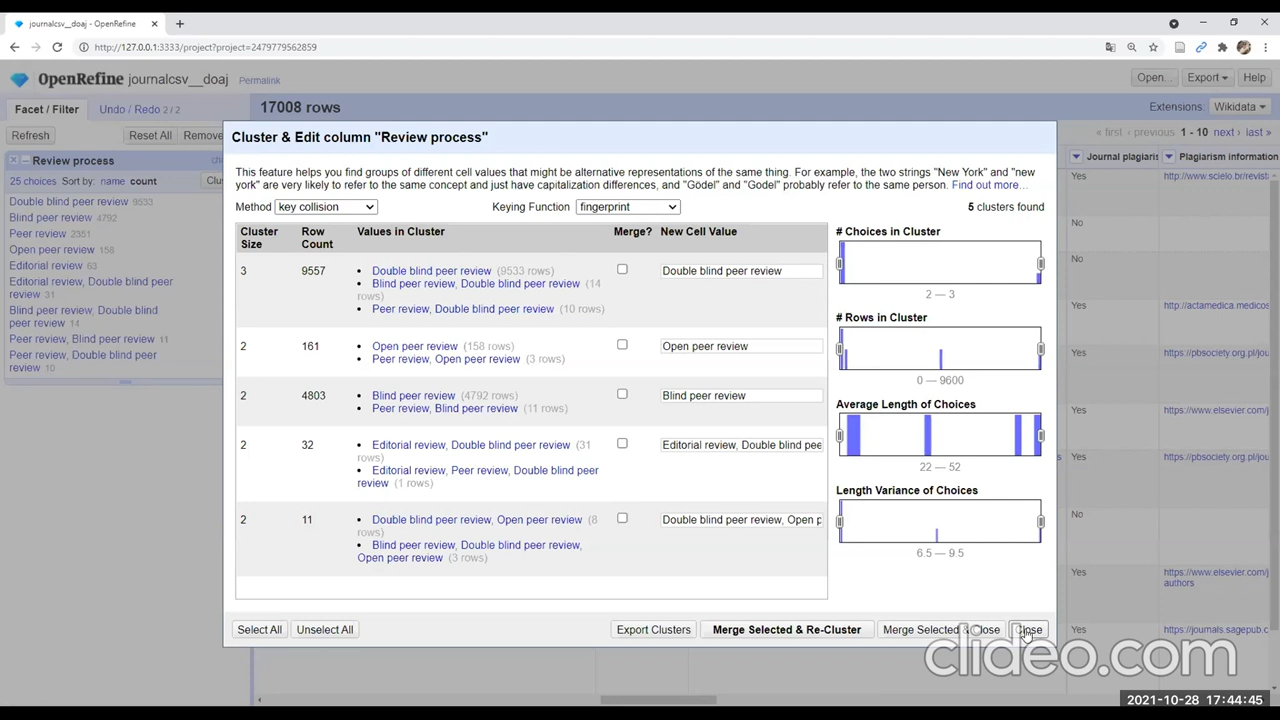 journalcsv__doaj - OpenRefine
http://127.0.0.1:3333/project?project=2479779562859
OpenRefine journalcsv__doaj Permalink
Open... Export Help
Facet / Filter Undo / Redo 2 / 2
17008 rows
Extensions: Wikidata
Refresh Reset All Remove
« first ‹ previous 1 - 10 next › last »
Review process
25 choices Sort by: name count
Double blind peer review 9533
Blind peer review 4792
Peer review 2351
Open peer review 158
Editorial review 63
Editorial review, Double blind peer
review 31
Blind peer review, Double blind
peer review 14
Peer review, Blind peer review 11
Peer review, Double blind peer
review 10
Cluster & Edit column "Review process"
This feature helps you find groups of different cell values that might be alternative representations of the same thing. For example, the two strings "New York" and "new
york" are very likely to refer to the same concept and just have capitalization differences, and "Gödel" and "Godel" probably refer to the same person. Find out more...
Method key collision Keying Function fingerprint 5 clusters found
Cluster
Size
Row
Count
Values in Cluster
Merge?
New Cell Value
3 9557
Double blind peer review (9533 rows)
Blind peer review, Double blind peer review (14
rows)
Peer review, Double blind peer review (10 rows)
Double blind peer review
2 161
Open peer review (158 rows)
Peer review, Open peer review (3 rows)
Open peer review
2 4803
Blind peer review (4792 rows)
Peer review, Blind peer review (11 rows)
Blind peer review
2 32
Editorial review, Double blind peer review (31
rows)
Editorial review, Peer review, Double blind peer
review (1 rows)
Editorial review, Double blind pee
2 11
Double blind peer review, Open peer review (8
rows)
Blind peer review, Double blind peer review,
Open peer review (3 rows)
Double blind peer review, Open p
# Choices in Cluster
2 — 3
# Rows in Cluster
0 — 9600
Average Length of Choices
22 — 52
Length Variance of Choices
6.5 — 9.5
Select All Unselect All Export Clusters Merge Selected & Re-Cluster Merge Selected & Close Close
Journal plagiaris Plagiarism information
Yes http://www.scielo.br/revista
No
No
Yes http://actamedica.medicos
Yes https://pbsociety.org.pl/jou
Yes https://www.elsevier.com/
Yes https://pbsociety.org.pl/jou
No
Yes https://www.elsevier.com/j
authors
Yes https://journals.sagepub.c
clideo.com
2021-10-28 17:44:45